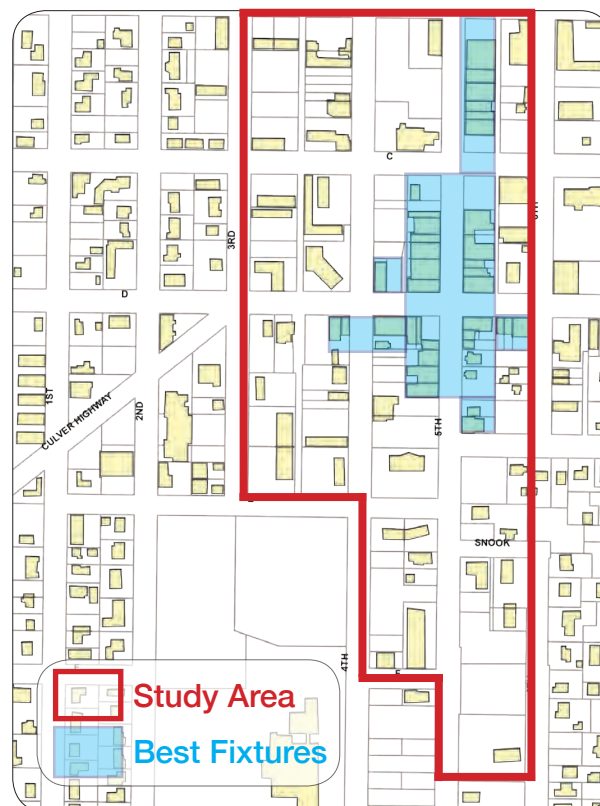 C
3RD
D
1ST
CULVER HIGHWAY
2ND
5TH
SNOOK
4TH
Study Area
Best Fixtures